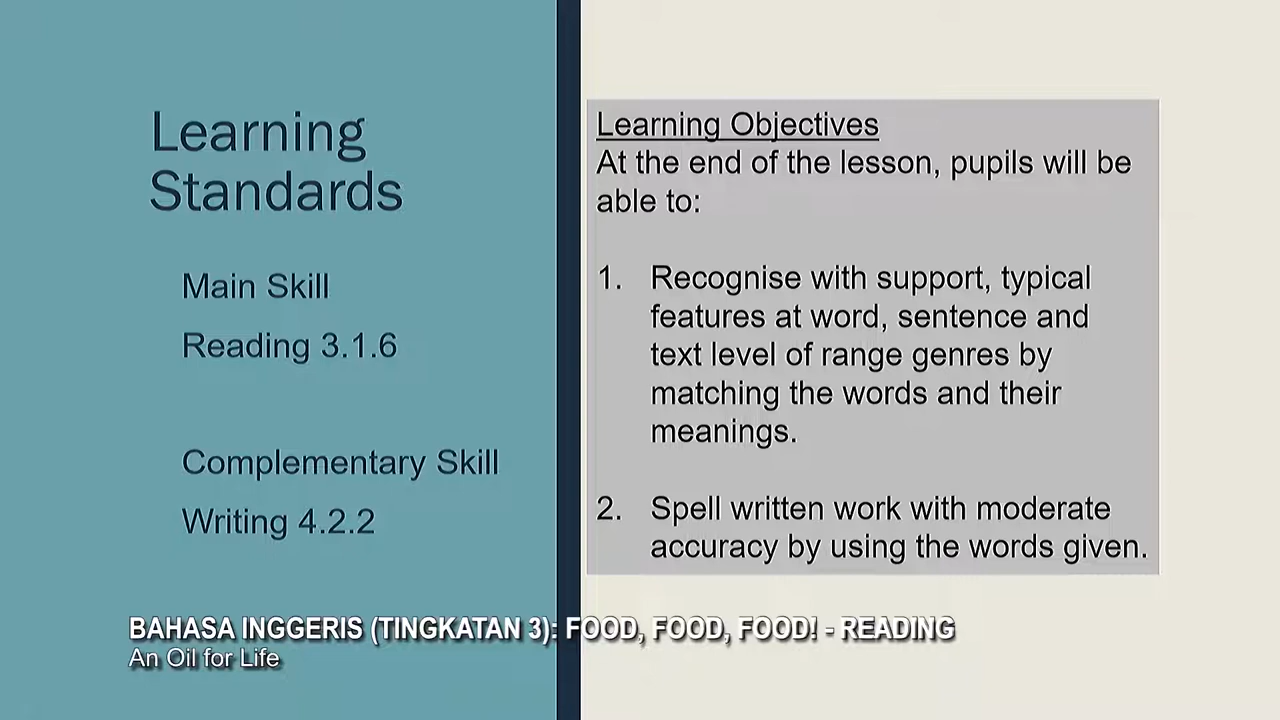 Learning
Standards
Main Skill
Reading 3.1.6
Complementary Skill
Writing 4.2.2
Learning Objectives
At the end of the lesson, pupils will be
able to:
1. Recognise with support, typical
features at word, sentence and
text level of range genres by
matching the words and their
meanings.
2. Spell written work with moderate
accuracy by using the words given.
BAHASA INGGERIS (TINGKATAN 3): FOOD, FOOD, FOOD! - READING
An Oil for Life